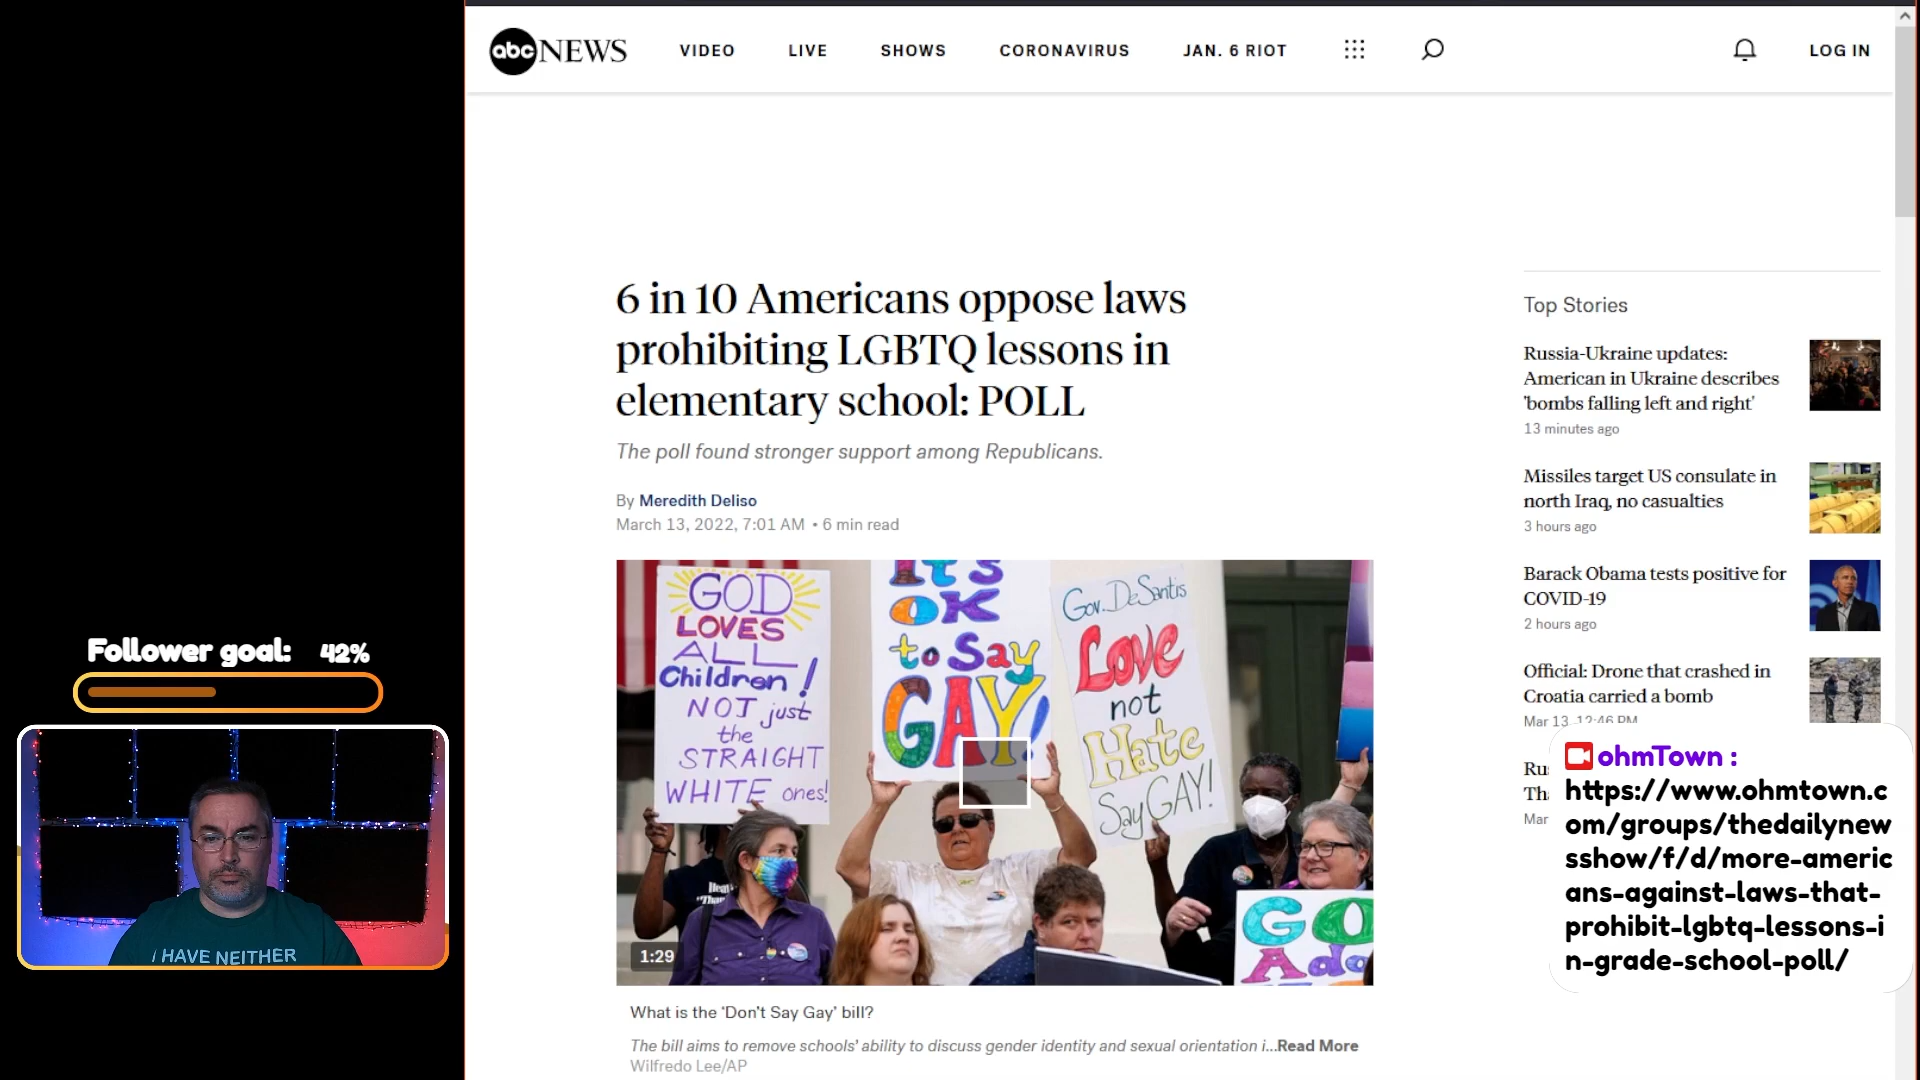 abc NEWS
VIDEO
LIVE
SHOWS
CORONAVIRUS
JAN. 6 RIOT
LOG IN
6 in 10 Americans oppose laws
prohibiting LGBTQ lessons in
elementary school: POLL
The poll found stronger support among Republicans.
By Meredith Deliso
March 13, 2022, 7:01 AM • 6 min read
GOD
LOVES
ALL
Children!
NOT just
the
STRAIGHT
WHITE ones!
It's
OK
to Say
GAY!
Gov. DeSantis
Love
not
Hate
Say GAY!
GO
1:29
What is the 'Don't Say Gay' bill?
The bill aims to remove schools' ability to discuss gender identity and sexual orientation i...Read More
Wilfredo Lee/AP
Top Stories
Russia-Ukraine updates:
American in Ukraine describes
'bombs falling left and right'
13 minutes ago
Missiles target US consulate in
north Iraq, no casualties
3 hours ago
Barack Obama tests positive for
COVID-19
2 hours ago
Official: Drone that crashed in
Croatia carried a bomb
Mar 13, 12:46 PM
Mar
ohmTown :
https://www.ohmtown.c
om/groups/thedailynew
sshow/f/d/more-americ
ans-against-laws-that-
prohibit-lgbtq-lessons-i
n-grade-school-poll/
Follower goal: 42%
I HAVE NEITHER